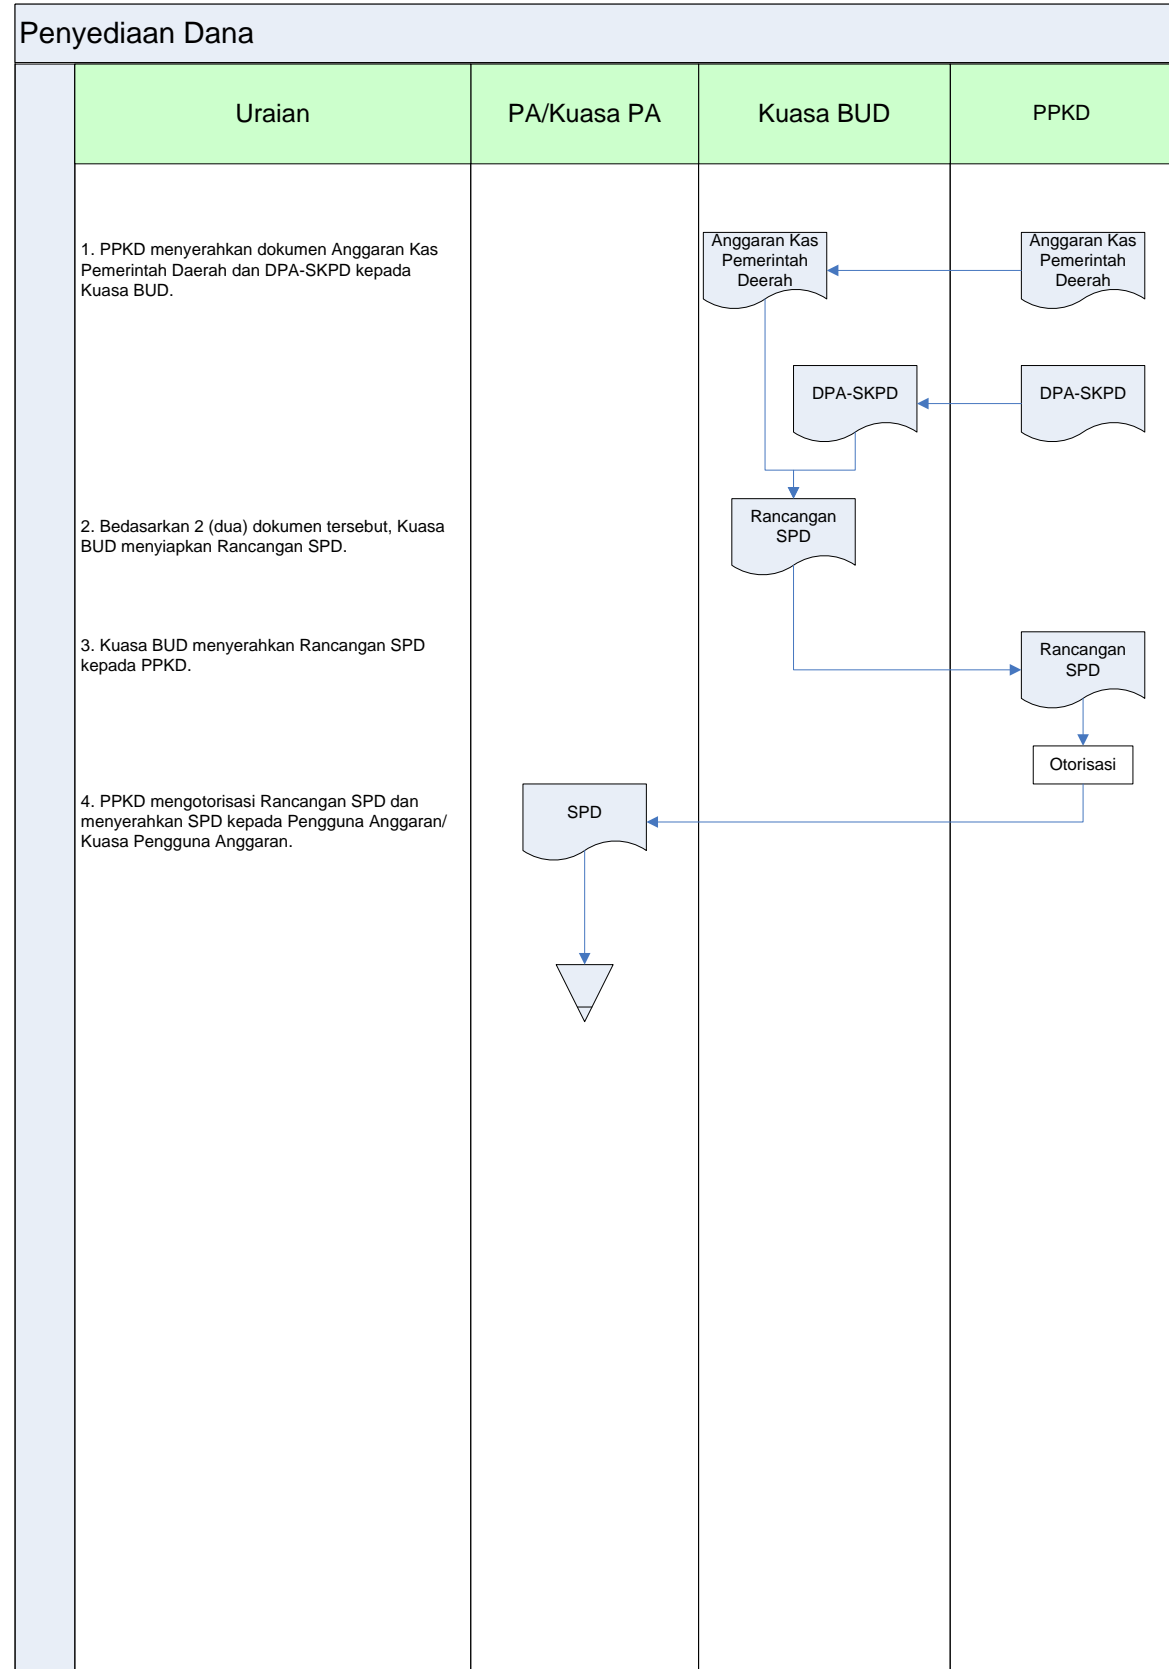 Penyediaan Dana
Uraian
PA/Kuasa PA
Kuasa BUD
PPKD
1. PPKD menyerahkan dokumen Anggaran Kas
Pemerintah Daerah dan DPA-SKPD kepada
Kuasa BUD.
Anggaran Kas
Pemerintah
Deerah
Anggaran Kas
Pemerintah
Deerah
DPA-SKPD
DPA-SKPD
2. Bedasarkan 2 (dua) dokumen tersebut, Kuasa
BUD menyiapkan Rancangan SPD.
Rancangan
SPD
3. Kuasa BUD menyerahkan Rancangan SPD
kepada PPKD.
Rancangan
SPD
Otorisasi
4. PPKD mengotorisasi Rancangan SPD dan
menyerahkan SPD kepada Pengguna Anggaran/
Kuasa Pengguna Anggaran.
SPD